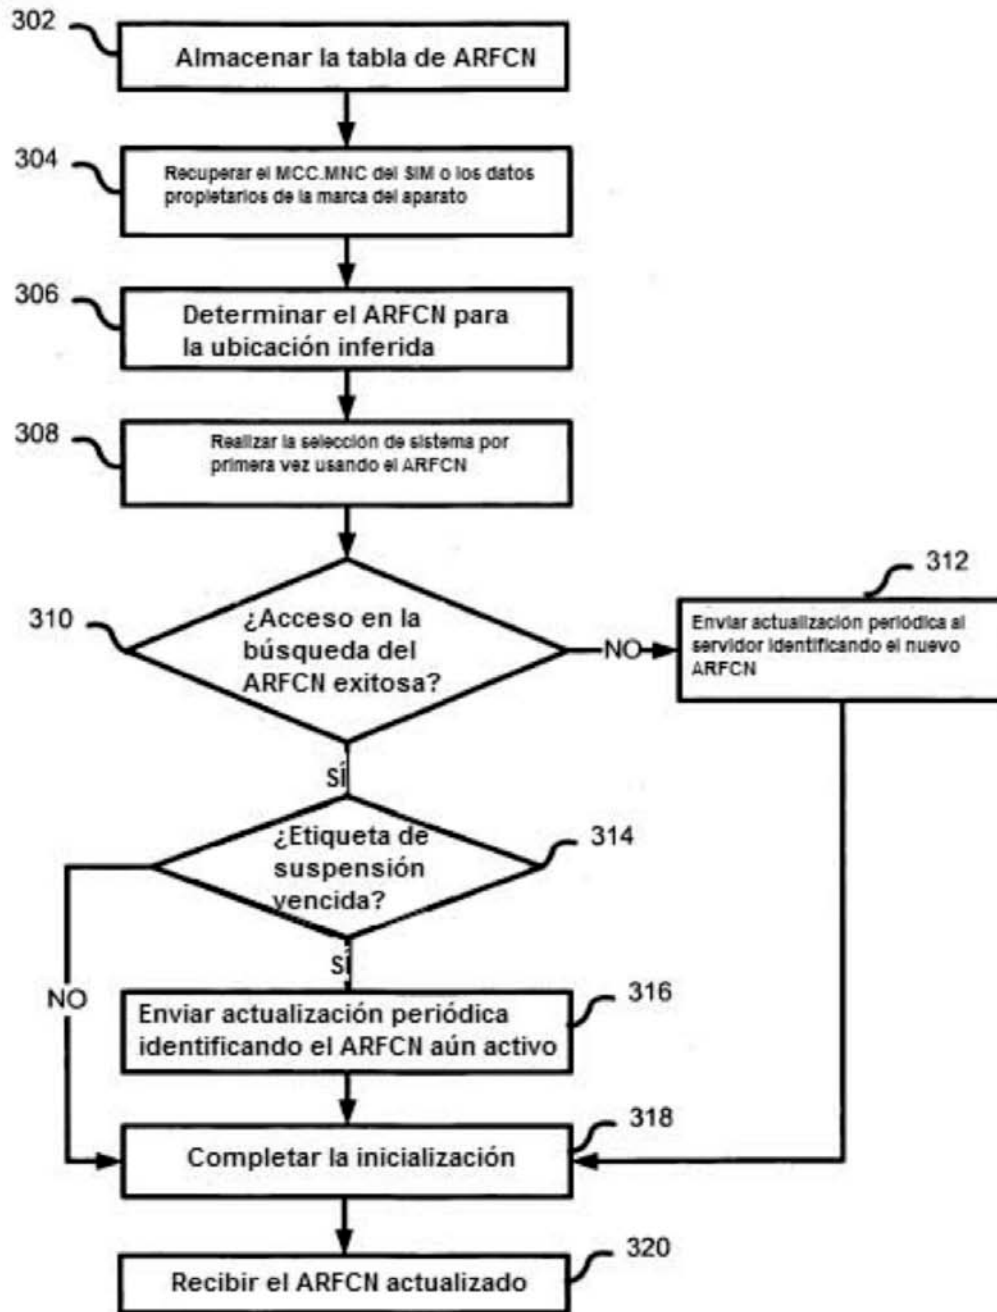 302
Almacenar la tabla de ARFCN
304
Recuperar el MCC.MNC del SIM o los datos
propietarios de la marca del aparato
306
Determinar el ARFCN para
la ubicación inferida
308
Realizar la selección de sistema por
primera vez usando el ARFCN
310
¿Acceso en la
búsqueda del
ARFCN exitosa?
NO
312
Enviar actualización periódica al
servidor identificando el nuevo
ARFCN
SÍ
¿Etiqueta de
suspensión
vencida?
314
NO
SÍ
Enviar actualización periódica
identificando el ARFCN aún activo
316
318
Completar la inicialización
320
Recibir el ARFCN actualizado